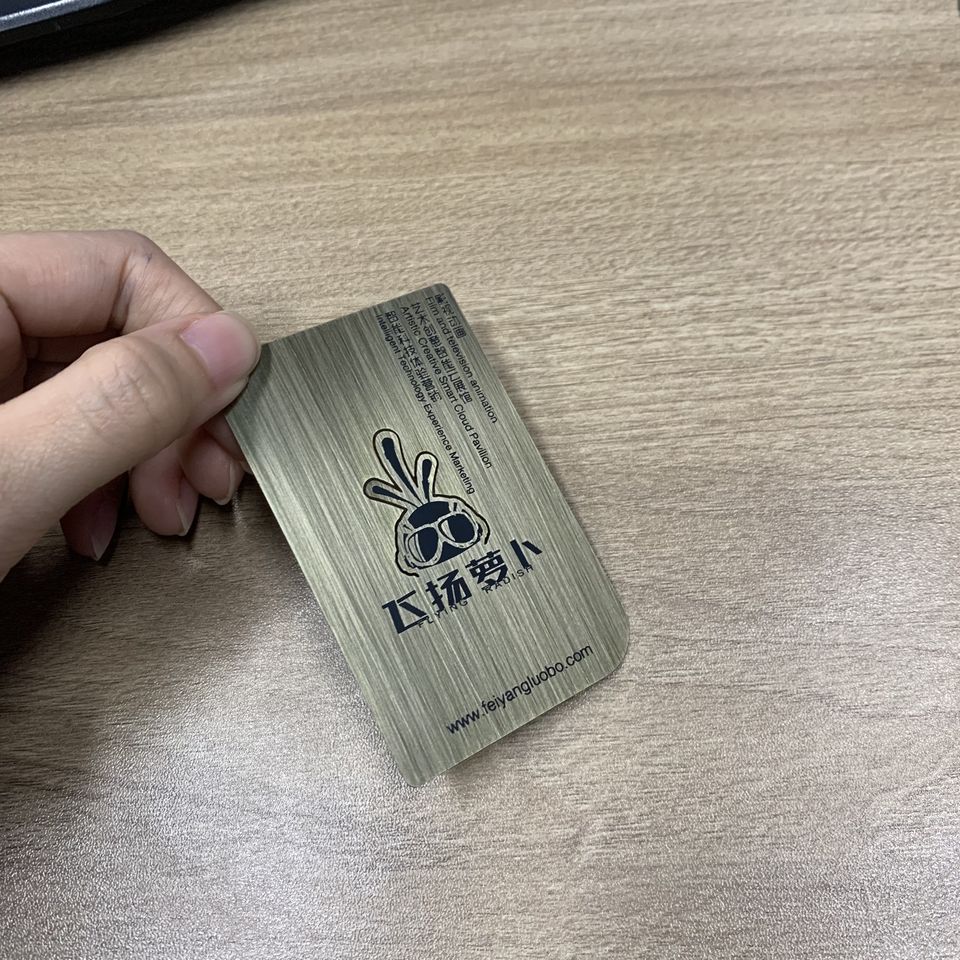 Film and television animation
Artistic Creative Smart Cloud Pavilion
Intelligent Technology Experience Marketing
飞扬萝卜
FLYING RADISH
www.feiyangluobo.com